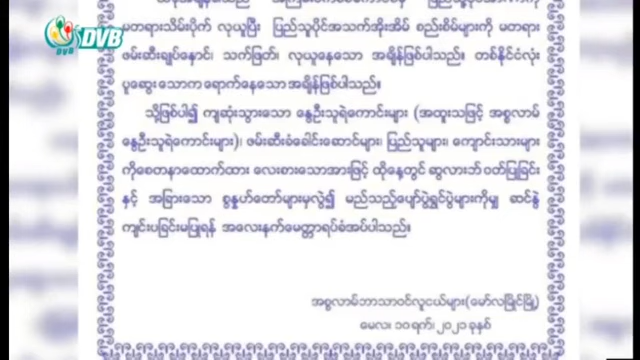 DVB DVB
မတရားသိမ်းပိုက် လုယူပြီး ပြည်သူပိုင်အသက်အိုးအိမ် စည်းစိမ်များကို မတရား
ဖမ်းဆီးချုပ်နှောင်၊ သက်ဖြတ်၊ လုယူနေသော အချိန်ဖြစ်ပါသည်။ တစ်နိုင်ငံလုံး
ပူဆွေး သောကရောက်နေသော အချိန်ဖြစ်ပါသည်။
သို့ဖြစ်ပါ၍ ကျဆုံးသွားသော နွေဦးသူရဲကောင်းများ (အထူးသဖြင့် အစ္စလာမ်
နွေဦးသူရဲကောင်းများ)၊ ဖမ်းဆီးခံခေါင်းဆောင်များ၊ ပြည်သူများ၊ ကျောင်းသားများ
ကိုစေတနာထောက်ထား လေးစားသောအားဖြင့် ထိုနေ့တွင် ဆွလားဘ် ဝတ်ပြုခြင်း
နှင့် အခြားသော စွန္နဟ်တော်များမှလွဲ၍ မည်သည့်ပျော်ပွဲရွှင်ပွဲများကိုမျှ ဆင်နွှဲ
ကျင်းပခြင်းမပြုရန် အလေးနက်မေတ္တာရပ်ခံအပ်ပါသည်။
အစ္စလာမ်ဘာသာဝင်လူငယ်များ(မော်လမြိုင်မြို့)
မေလ၊ ၁၀ ရက်၊ ၂၀၂၁ ခုနှစ်